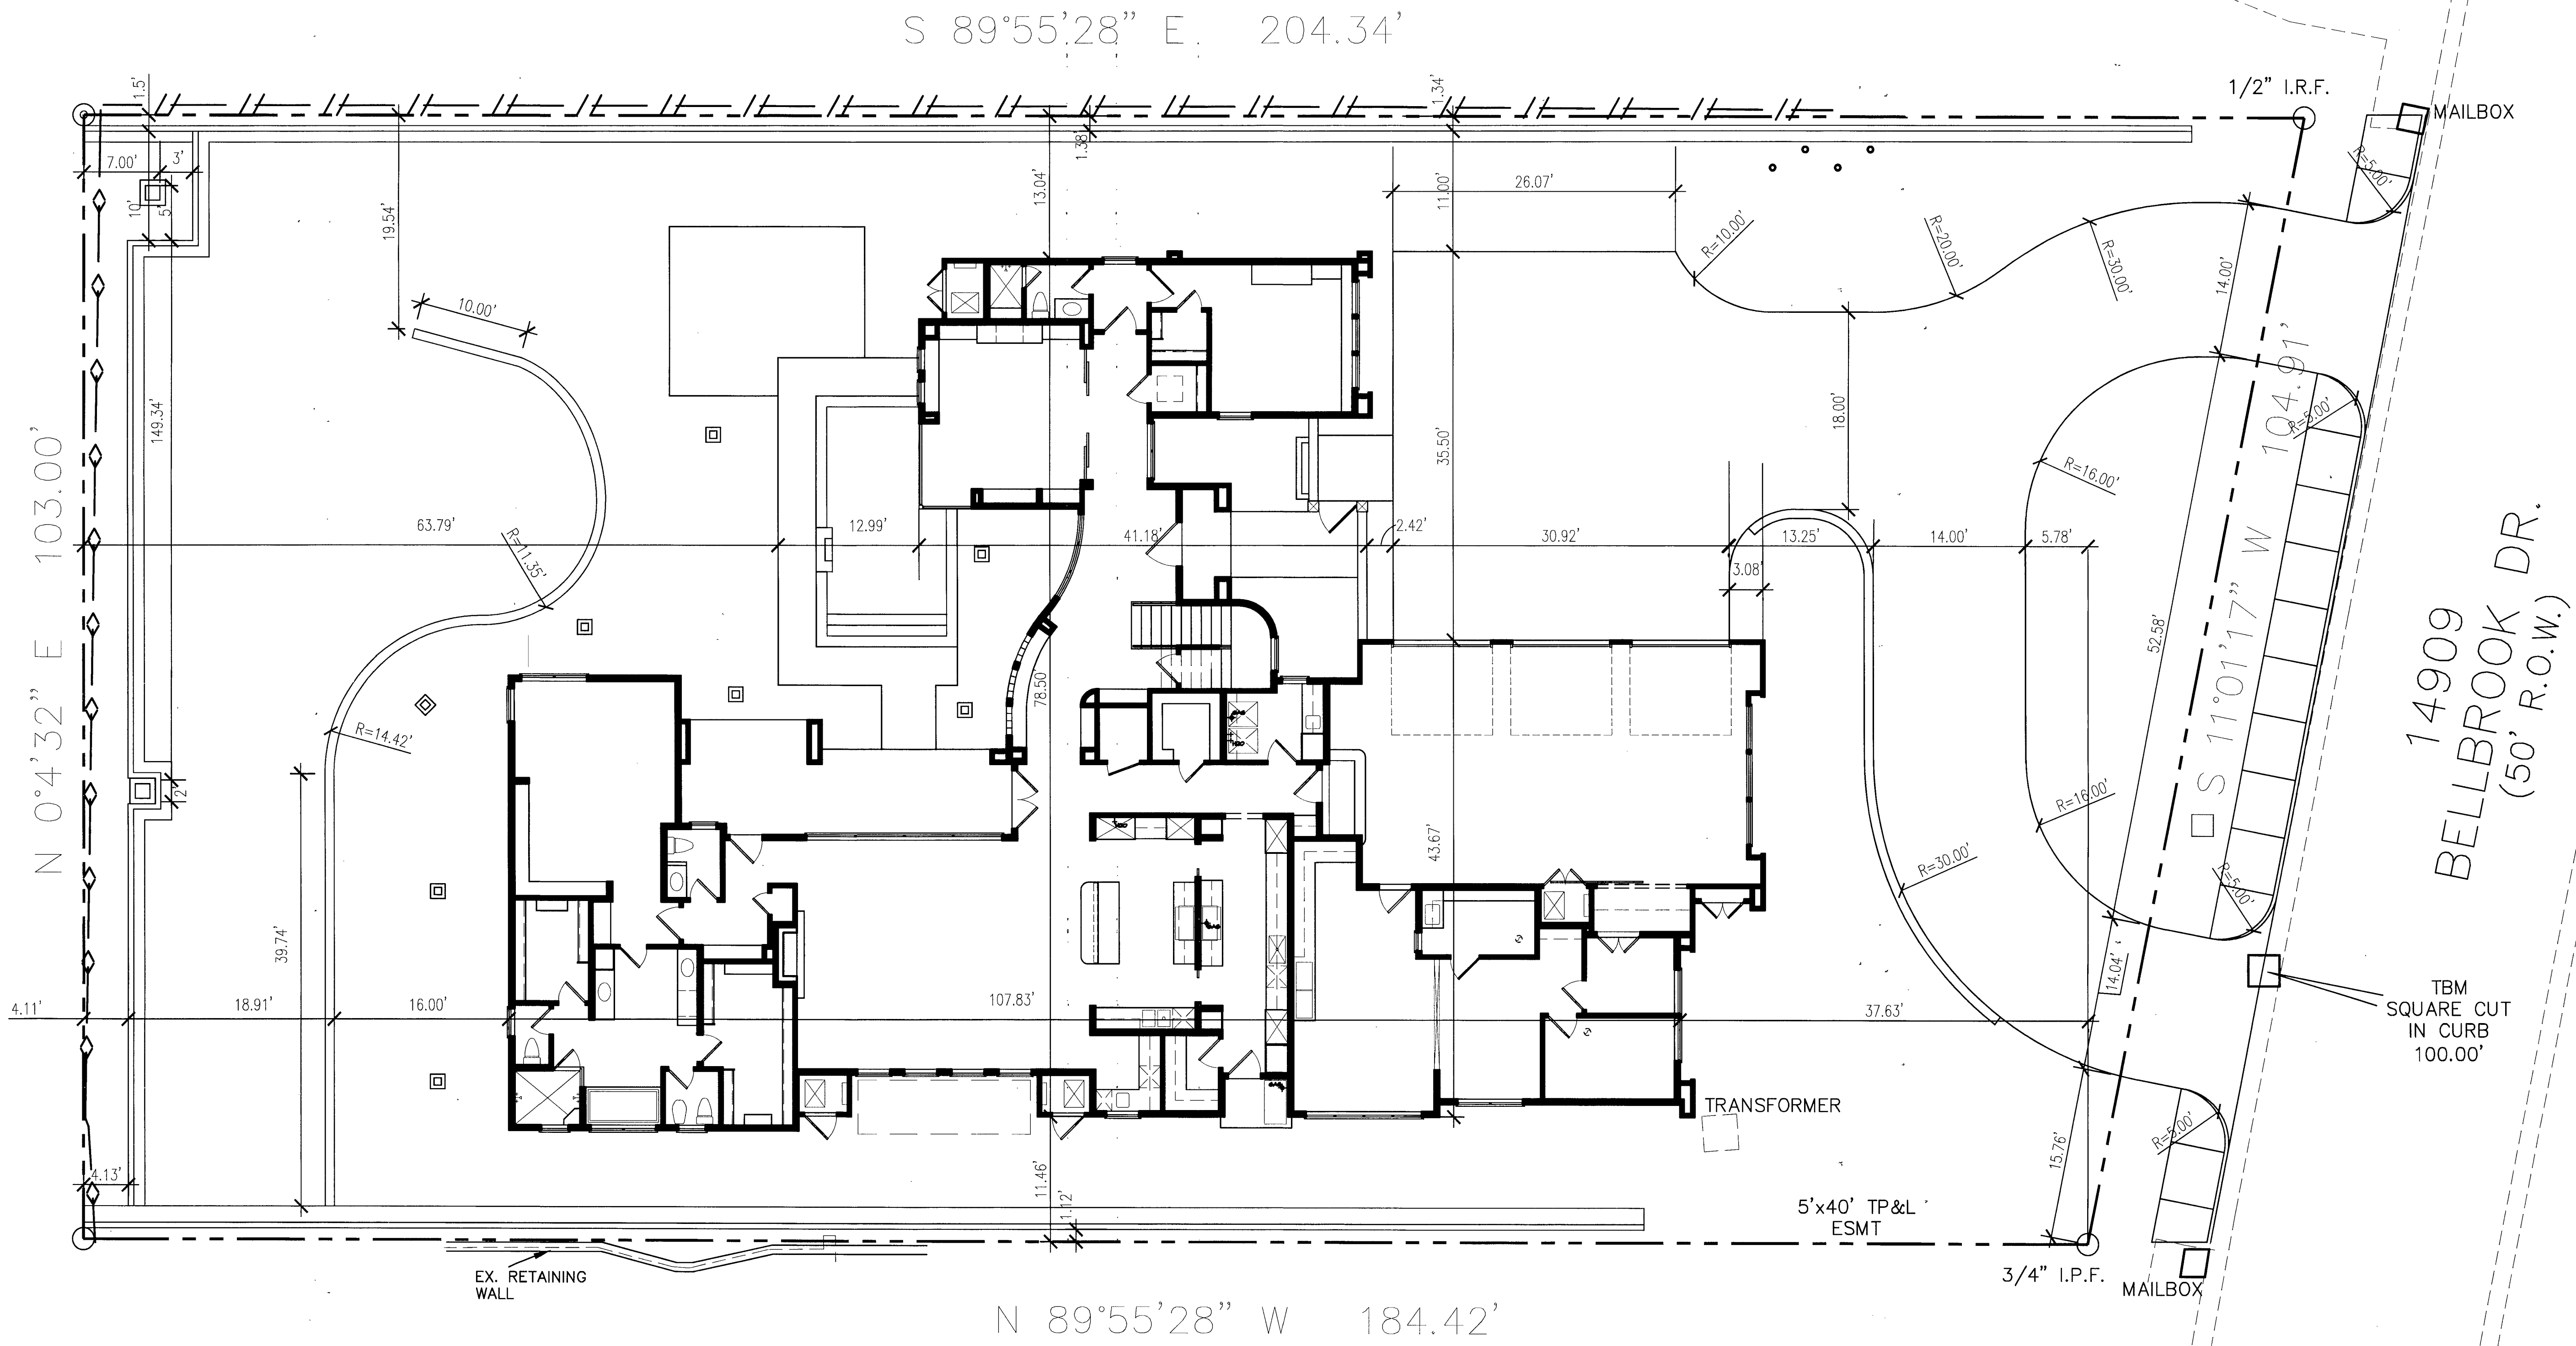 S 89°55'28" E 204.34'
1/2" I.R.F.
MAILBOX
1.5'
1.34'
1.38'
7.00'
3'
10'
5'
19.54'
13.04'
11.00'
26.07'
R=5.00'
R=10.00'
R=20.00'
R=30.00'
14.00'
10.00'
149.34'
N 0°4'32" E 103.00'
18.00'
35.50'
R=5.00'
R=16.00'
S 11°01'17" W 104.91'
63.79'
R=11.35'
12.99'
41.18'
2.42'
30.92'
13.25'
14.00'
5.78'
3.08'
52.58'
14909
BELLBROOK DR.
(50' R.O.W.)
78.50'
R=14.42'
2'
43.67'
R=16.00'
R=30.00'
R=5.00'
39.74'
14.04'
4.11'
18.91'
16.00'
107.83'
37.63'
TBM
SQUARE CUT
IN CURB
100.00'
TRANSFORMER
R=5.00'
15.76'
4.13'
11.46'
1.12'
5'x40' TP&L
ESMT
EX. RETAINING
WALL
3/4" I.P.F.
MAILBOX
N 89°55'28" W 184.42'